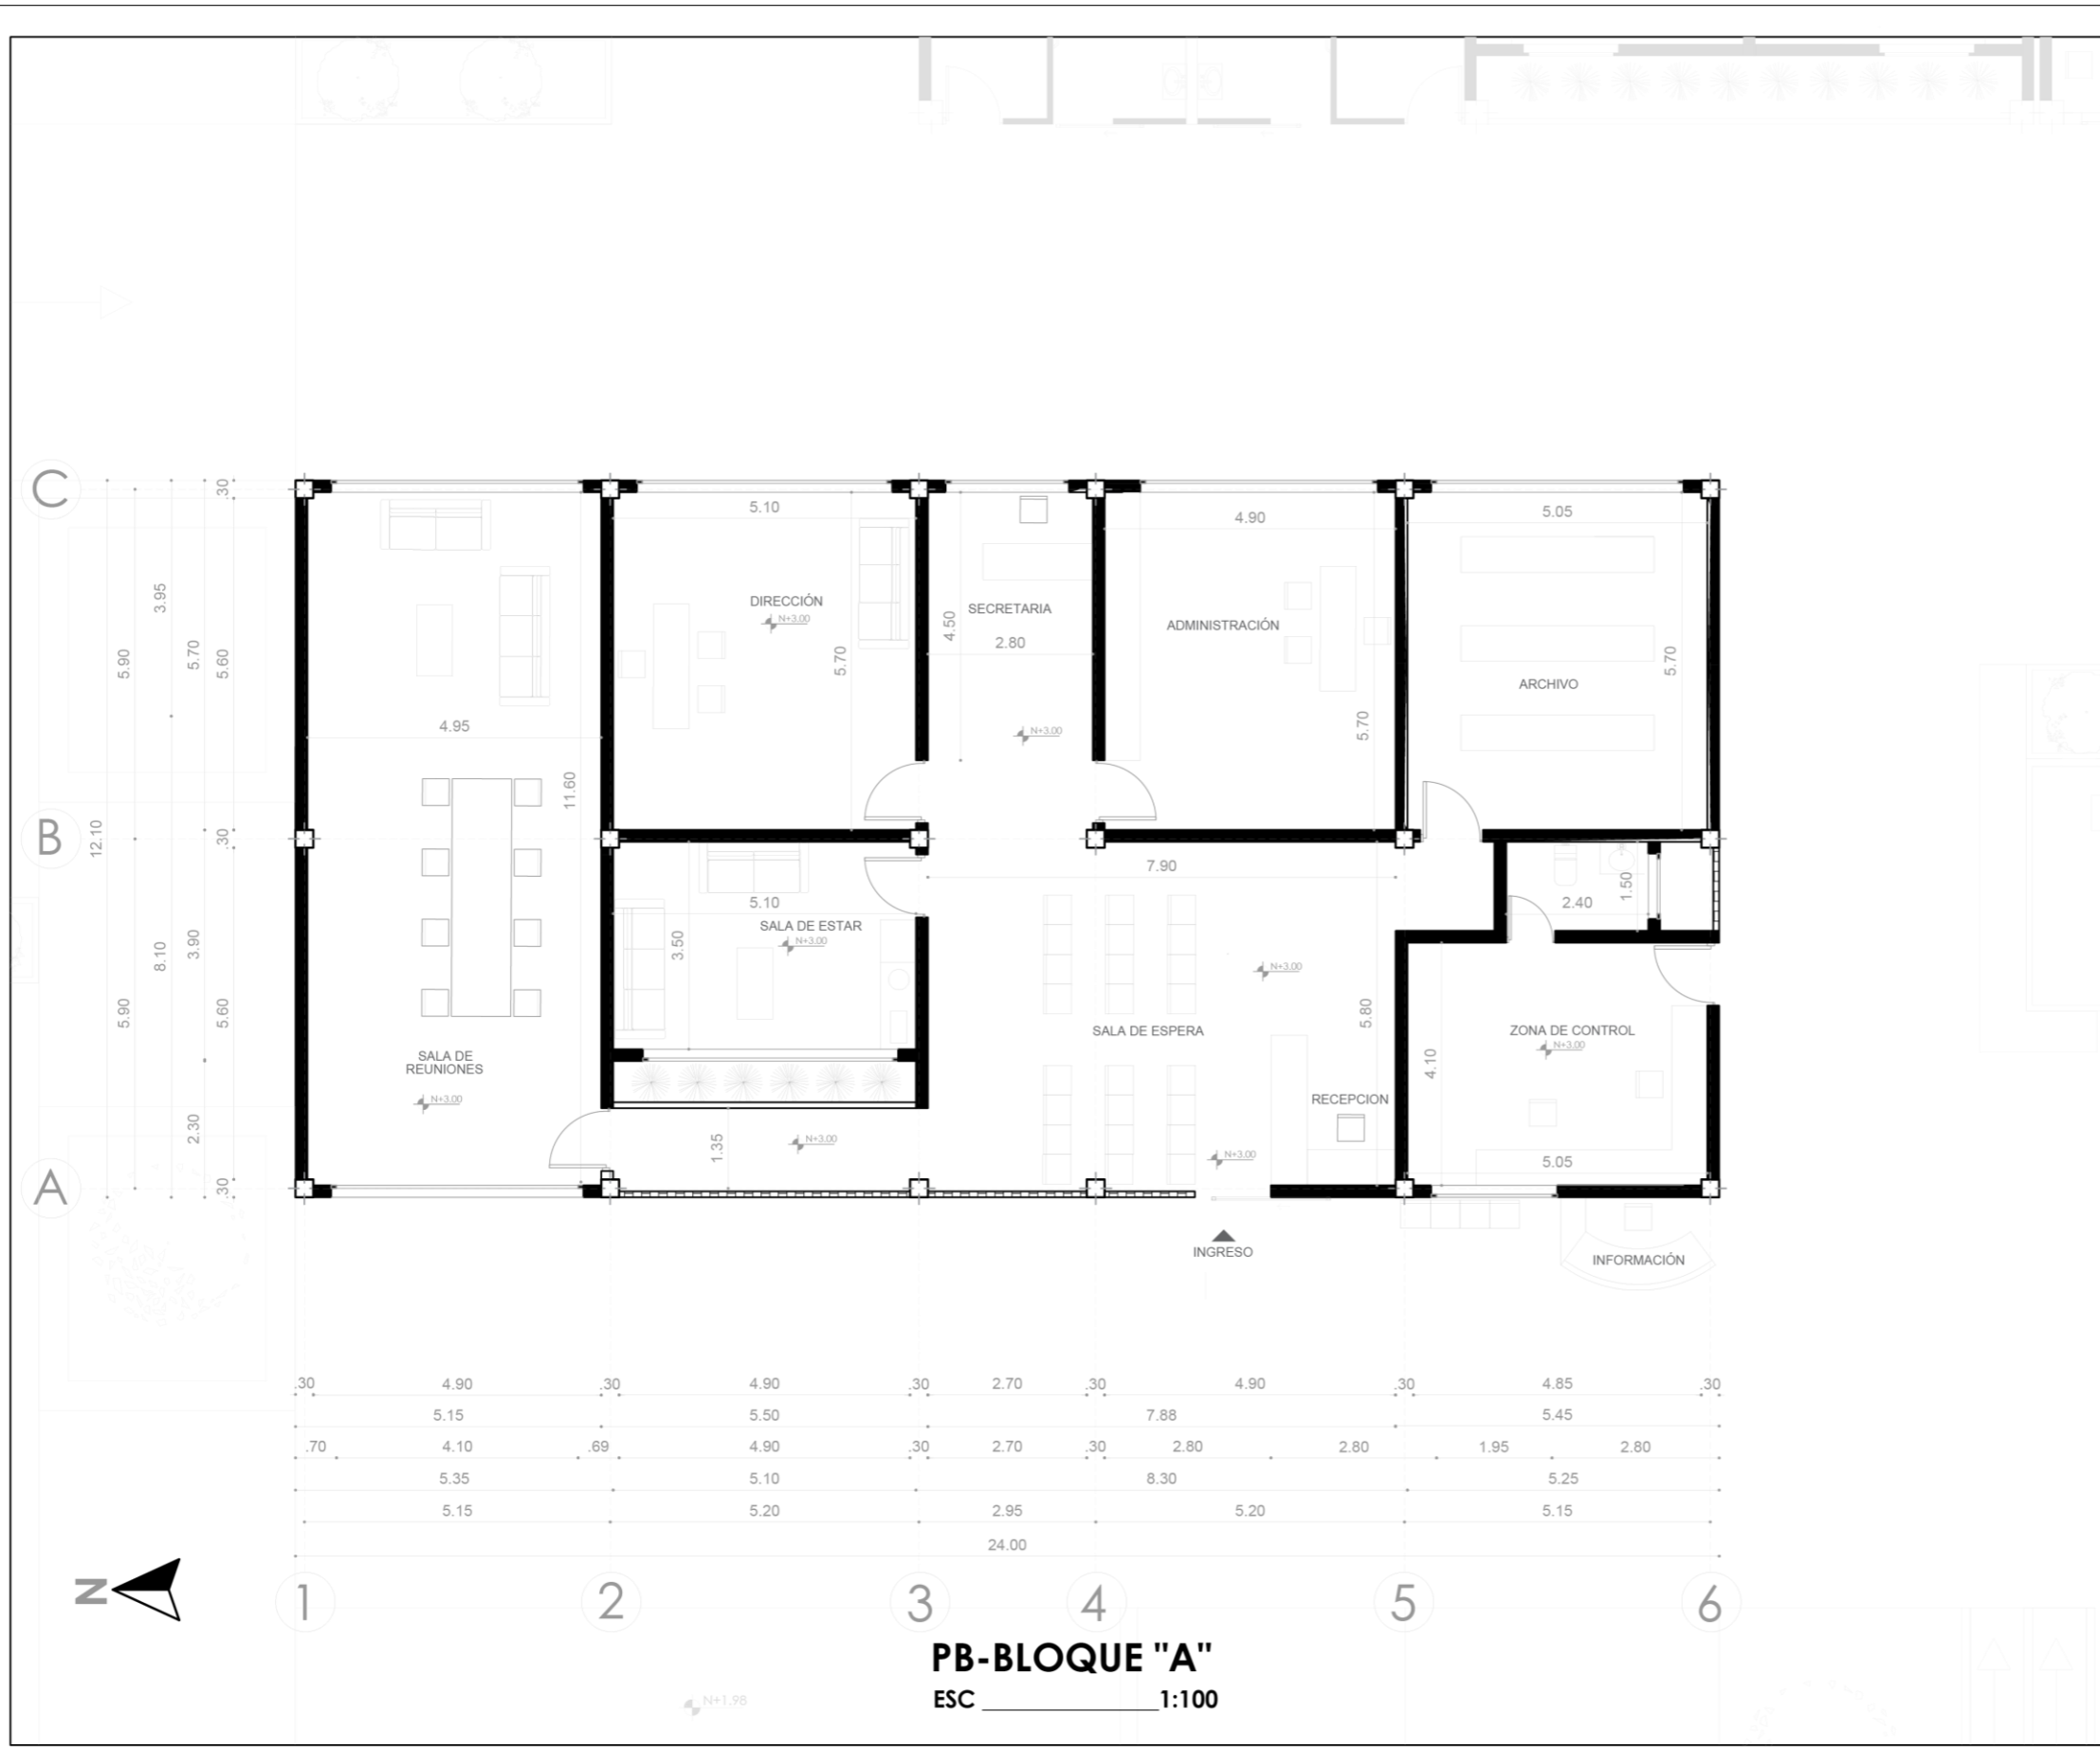 C
B
A
12.10
5.90
5.90
3.95
8.10
5.70
3.90
2.30
.30
5.60
.30
5.60
.30
5.10
4.90
5.05
DIRECCIÓN
N+3.00
SECRETARIA
4.50
2.80
ADMINISTRACIÓN
5.70
5.70
ARCHIVO
5.70
4.95
N+3.00
11.60
7.90
5.10
SALA DE ESTAR
N+3.00
3.50
2.40
1.50
N+3.00
SALA DE ESPERA
5.80
ZONA DE CONTROL
N+3.00
4.10
SALA DE
REUNIONES
N+3.00
RECEPCION
1.35
N+3.00
N+3.00
5.05
INGRESO
INFORMACIÓN
.30 4.90 .30 4.90 .30 2.70 .30 4.90 .30 4.85 .30
5.15 5.50 7.88 5.45
.70 4.10 .69 4.90 .30 2.70 .30 2.80 2.80 1.95 2.80
5.35 5.10 8.30 5.25
5.15 5.20 2.95 5.20 5.15
24.00
N
1 2 3 4 5 6
PB-BLOQUE "A"
ESC ______________1:100
N+1.98